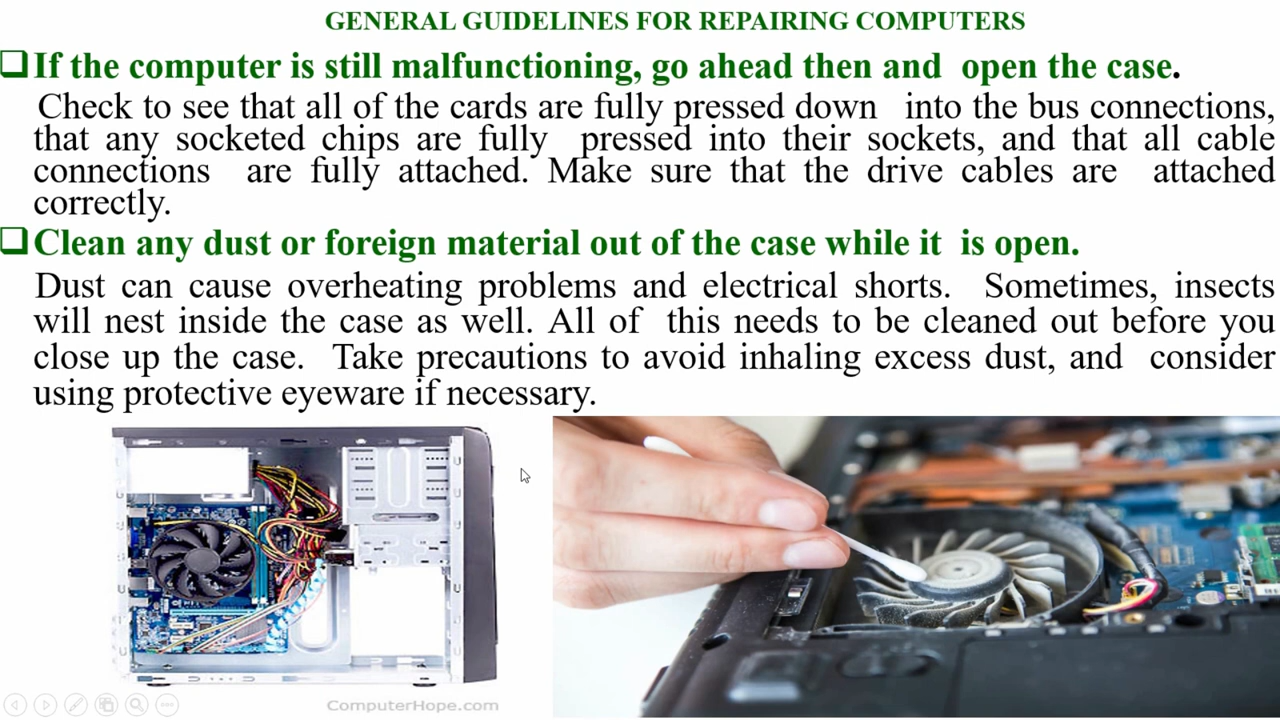 GENERAL GUIDELINES FOR REPAIRING COMPUTERS
If the computer is still malfunctioning, go ahead then and open the case.
Check to see that all of the cards are fully pressed down into the bus connections,
that any socketed chips are fully pressed into their sockets, and that all cable
connections are fully attached. Make sure that the drive cables are attached
correctly.
Clean any dust or foreign material out of the case while it is open.
Dust can cause overheating problems and electrical shorts. Sometimes, insects
will nest inside the case as well. All of this needs to be cleaned out before you
close up the case. Take precautions to avoid inhaling excess dust, and consider
using protective eyeware if necessary.
ComputerHope.com